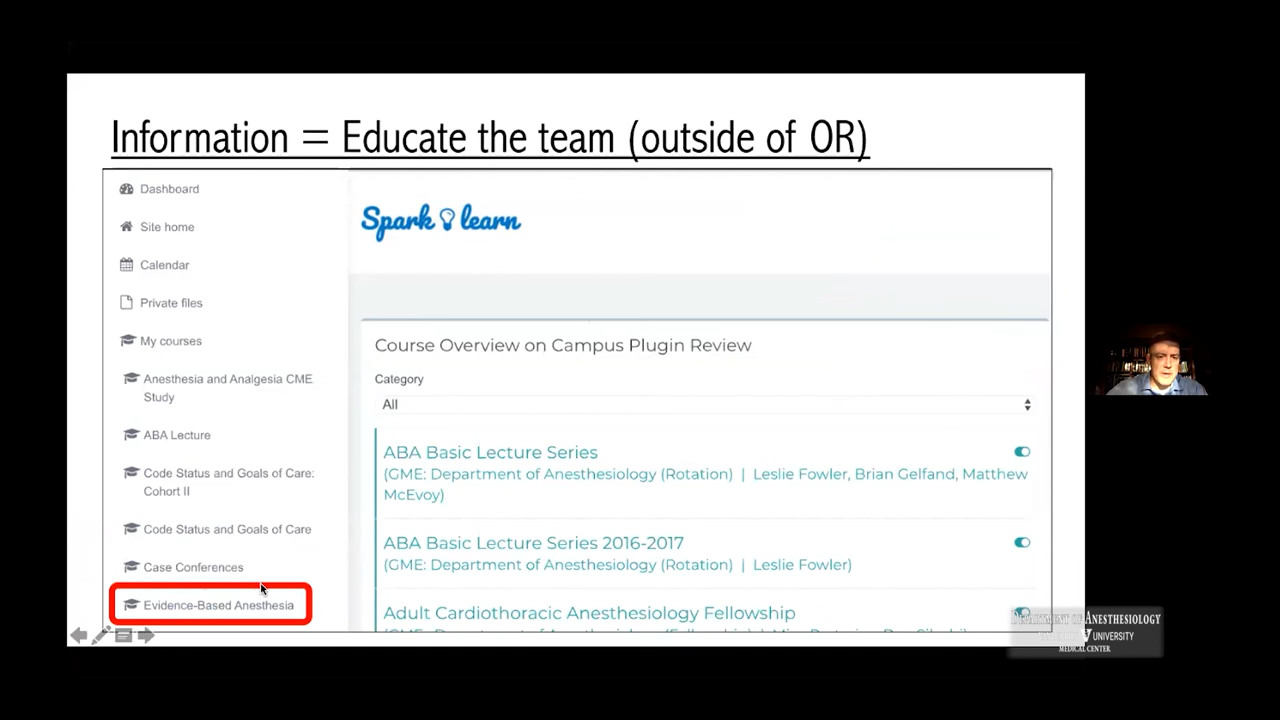 Information = Educate the team (outside of OR)
Dashboard
Site home
Calendar
Private files
My courses
Anesthesia and Analgesia CME
Study
ABA Lecture
Code Status and Goals of Care:
Cohort II
Code Status and Goals of Care
Case Conferences
Evidence-Based Anesthesia
Spark learn
Course Overview on Campus Plugin Review
Category
All
ABA Basic Lecture Series
(GME: Department of Anesthesiology (Rotation) | Leslie Fowler, Brian Gelfand, Matthew
McEvoy)
ABA Basic Lecture Series 2016-2017
(GME: Department of Anesthesiology (Rotation) | Leslie Fowler)
Adult Cardiothoracic Anesthesiology Fellowship
Department of Anesthesiology
University
Medical Center